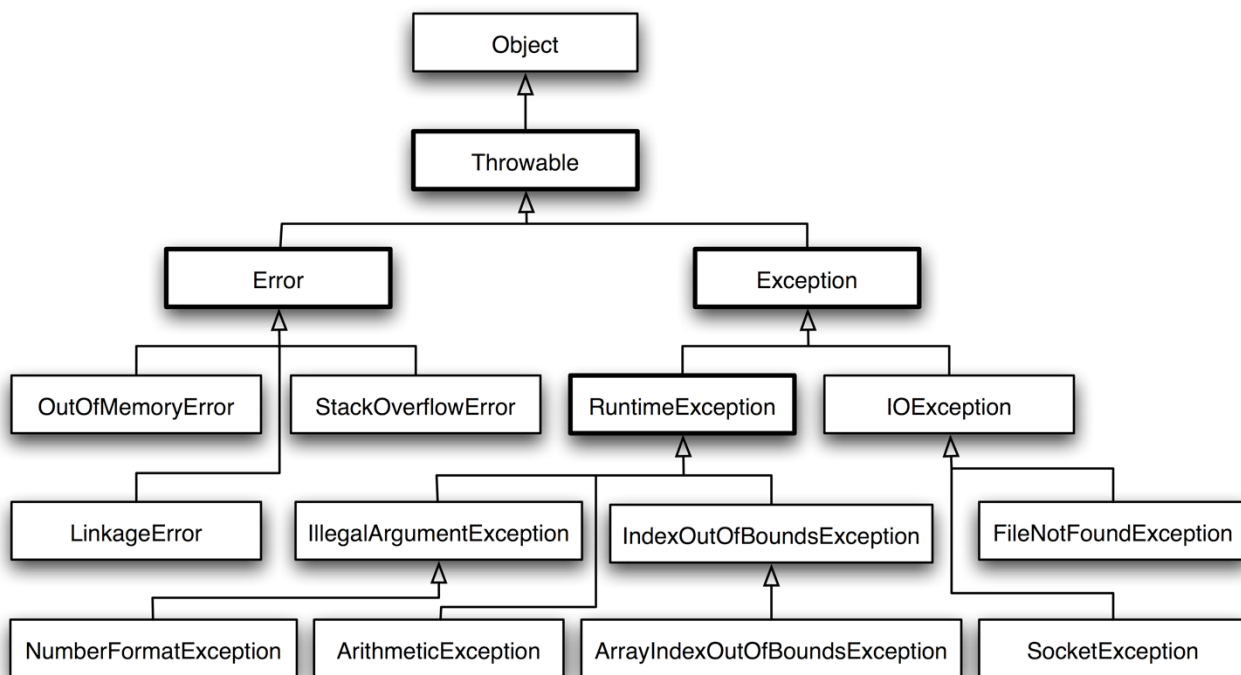 Object
Throwable
Error
Exception
OutOfMemoryError
StackOverflowError
RuntimeException
IOException
LinkageError
IllegalArgumentException
IndexOutOfBoundsException
FileNotFoundException
NumberFormatException
ArithmeticException
ArrayIndexOutOfBoundsException
SocketException